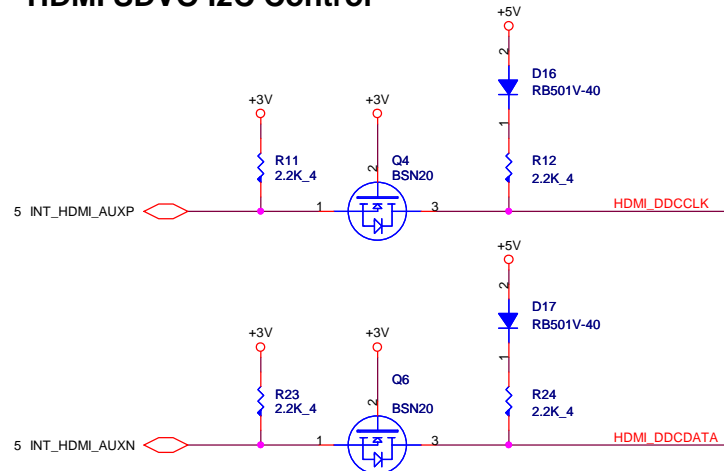 HDMI SDVC I2C Control
+5V
2
D16
RB501V-40
1
+3V
+3V
R11
2.2K_4
2
Q4
BSN20
R12
2.2K_4
5 INT_HDMI_AUXP
1
3
HDMI_DDCCLK
+5V
2
D17
RB501V-40
1
+3V
+3V
R23
2.2K_4
2
Q6
BSN20
R24
2.2K_4
5 INT_HDMI_AUXN
1
3
HDMI_DDCDATA